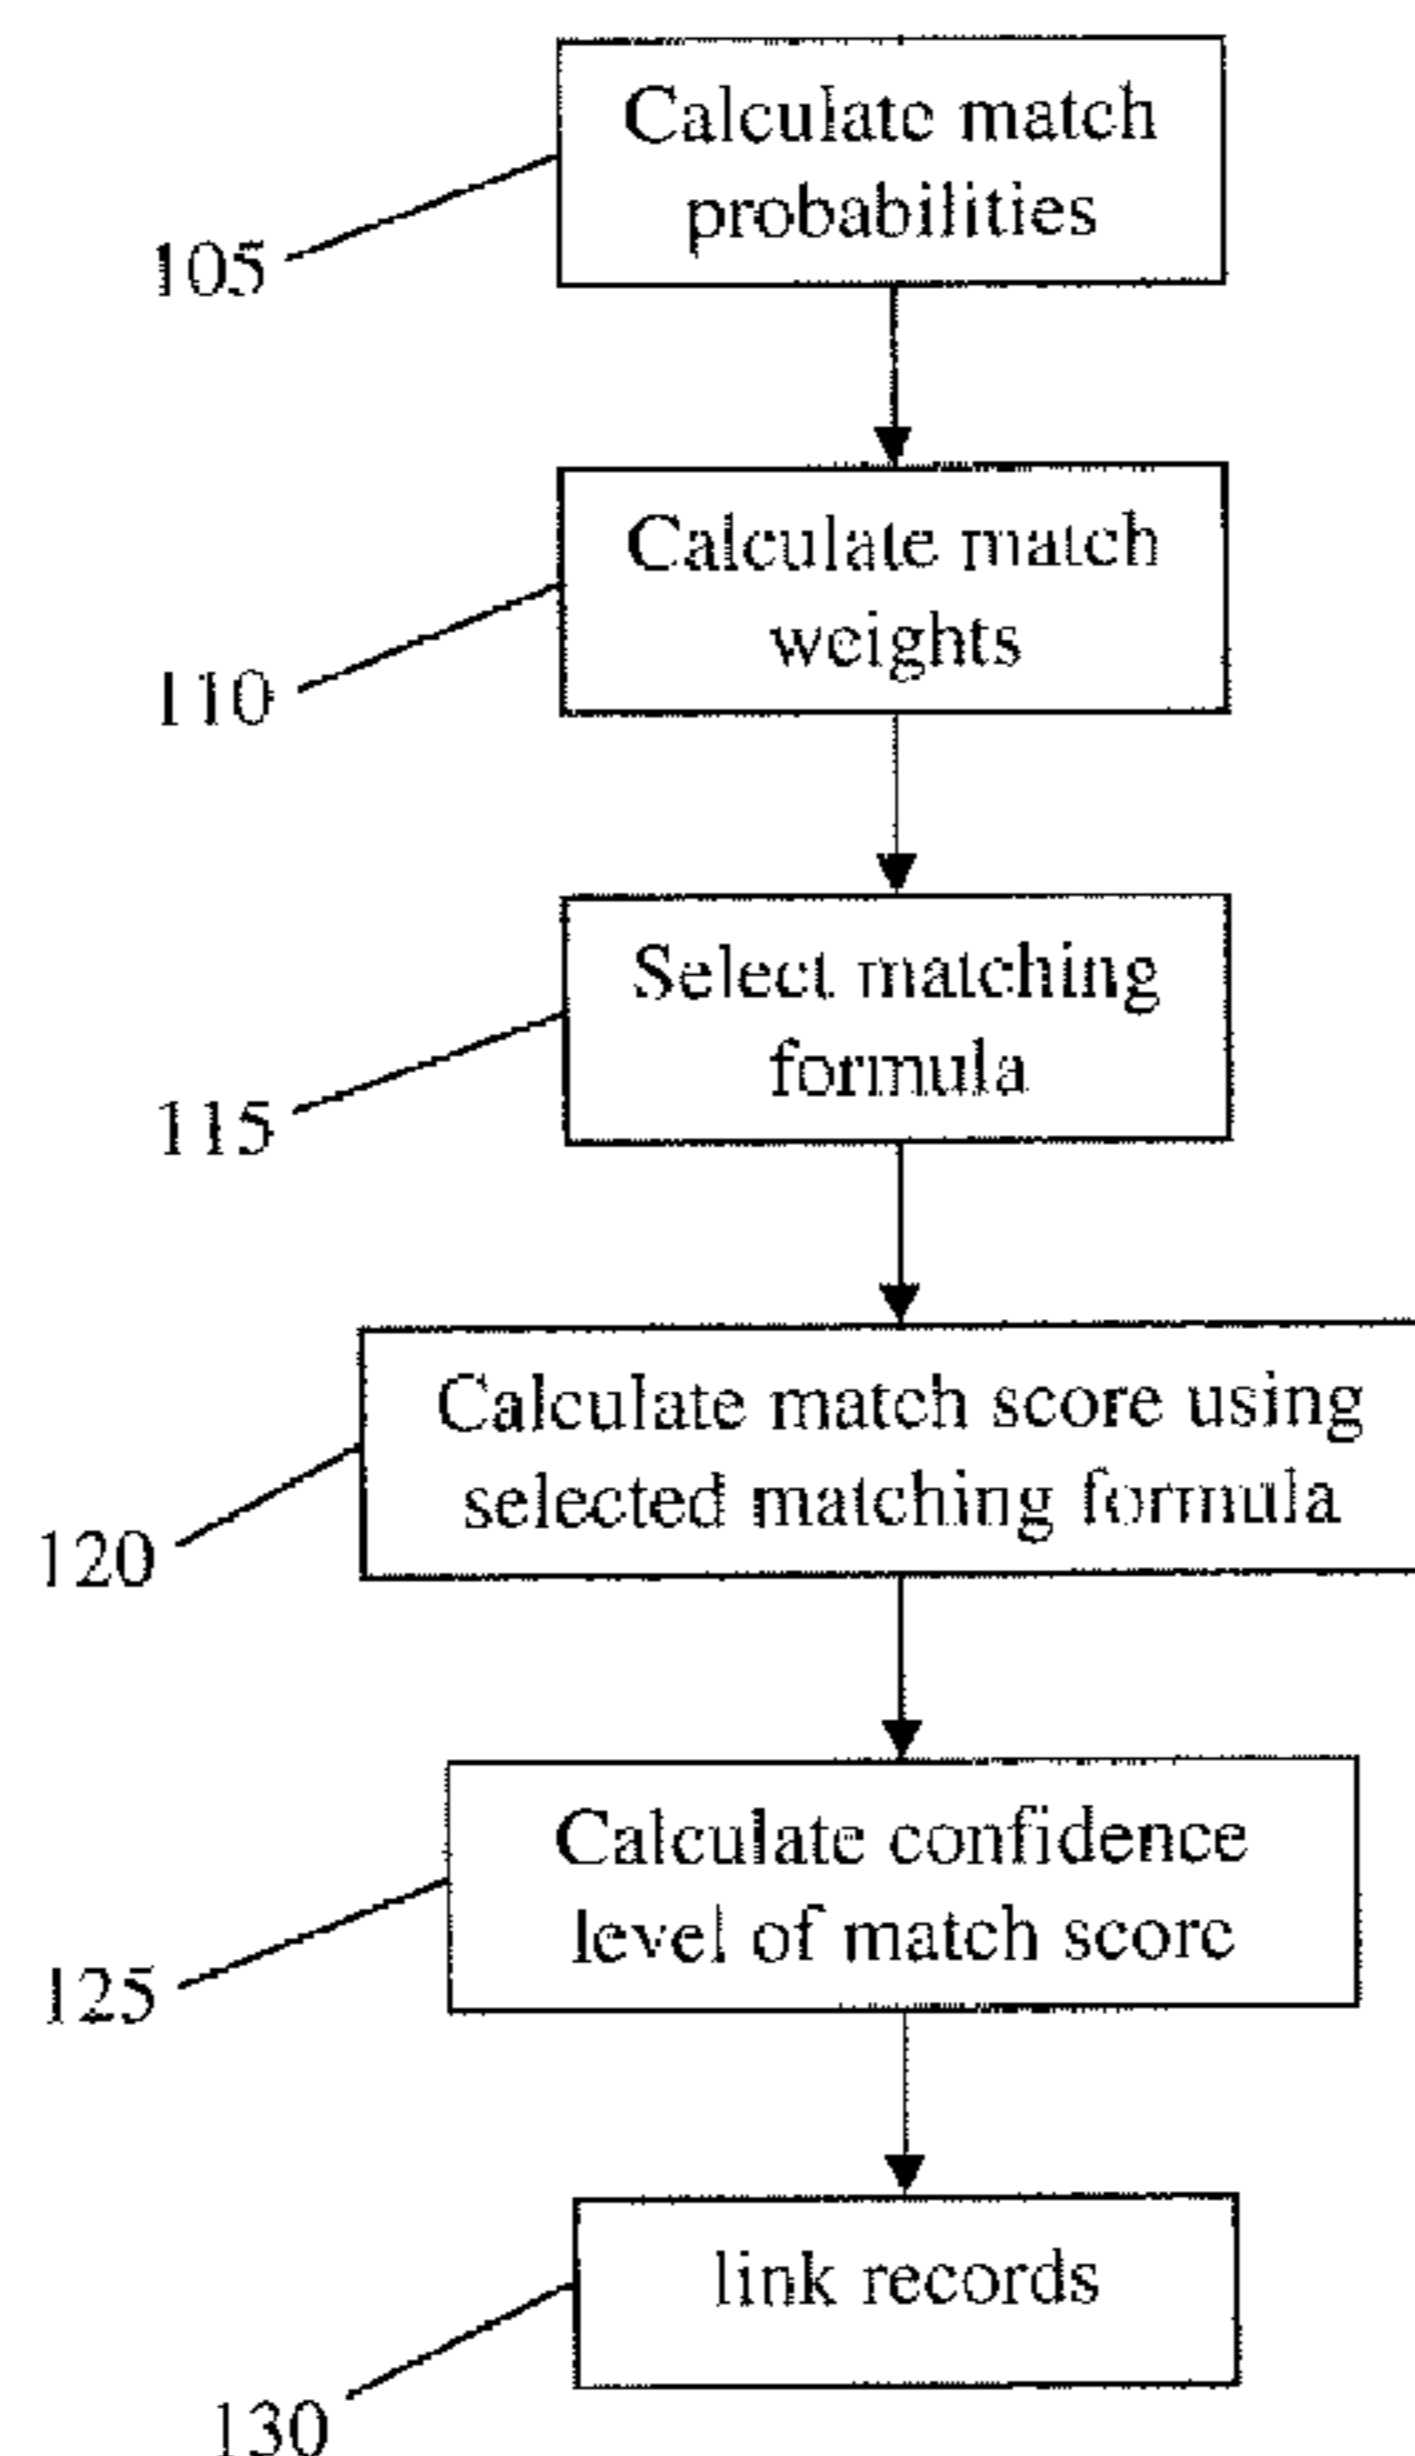 Calculate match
probabilities
105
Calculate match
weights
110
Select matching
formula
115
Calculate match score using
selected matching formula
120
Calculate confidence
level of match score
125
link records
130